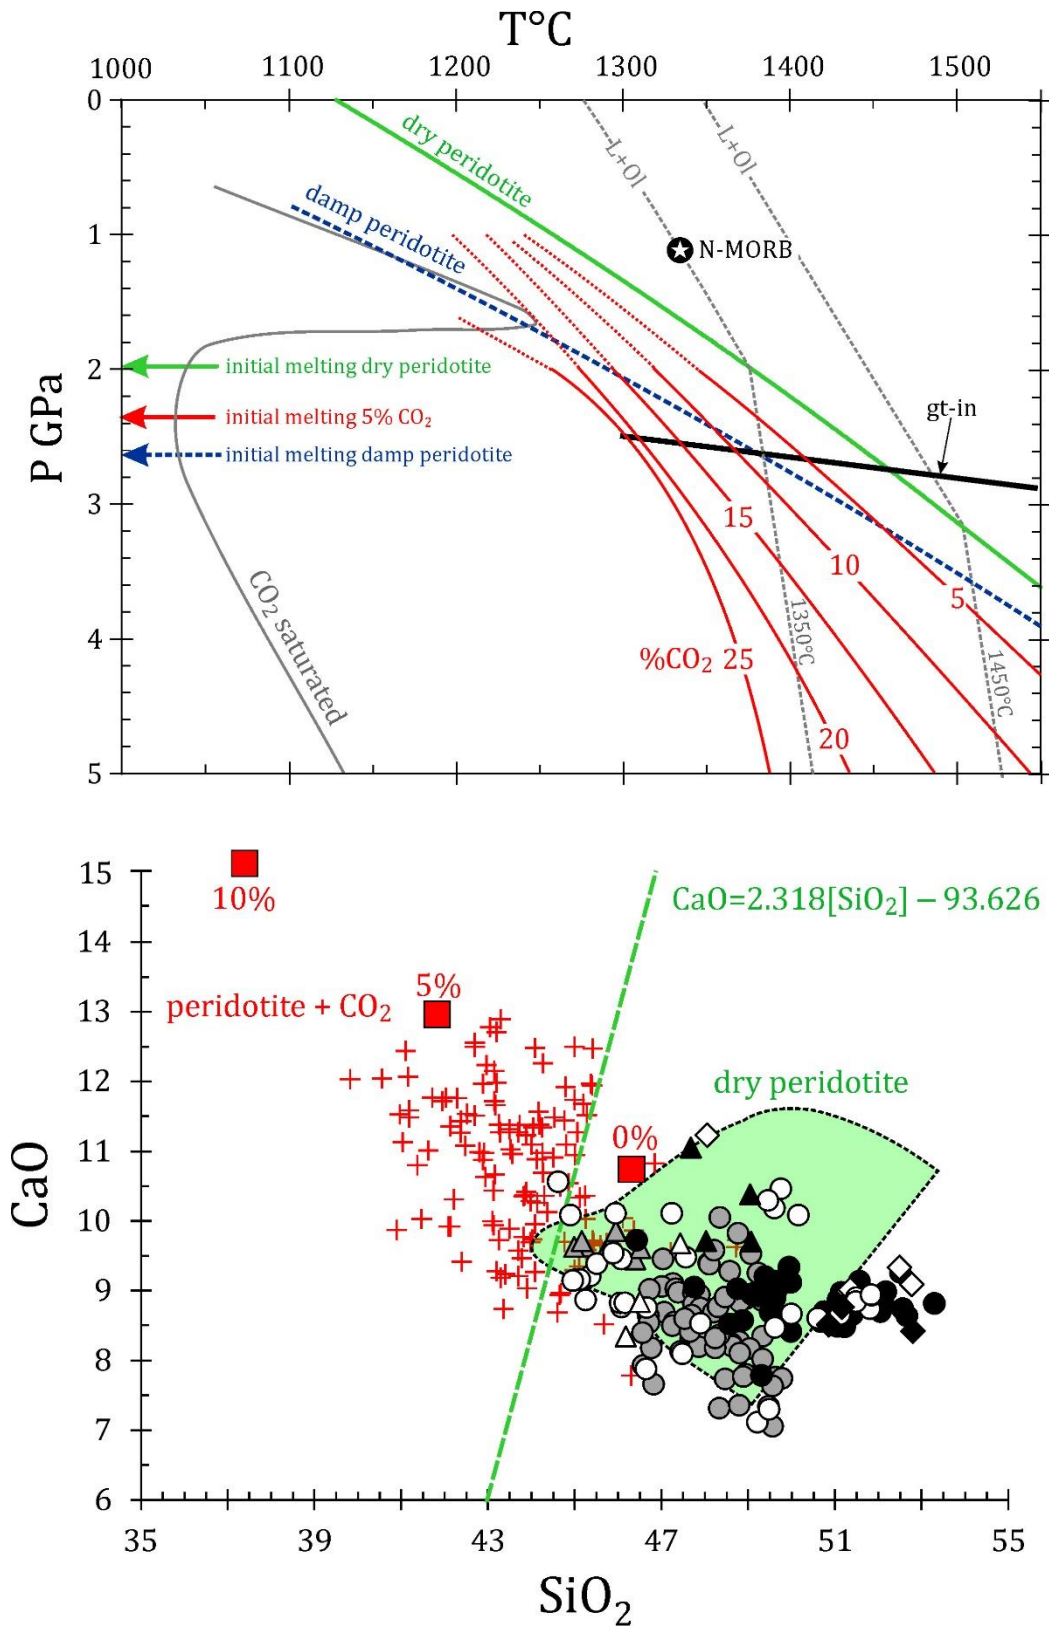 T°C
1000 1100 1200 1300 1400 1500
0
dry peridotite
L+Ol
L+Ol
damp peridotite
1
N-MORB
2
initial melting dry peridotite
initial melting 5% CO₂
initial melting damp peridotite
gt-in
P GPa
3
15
10
5
CO₂ saturated
1350°C
1450°C
4
%CO₂ 25
20
5
15
10%
CaO=2.318[SiO₂] – 93.626
14
5%
peridotite + CO₂
13
12
dry peridotite
11
0%
CaO
10
9
8
7
6
35 39 43 47 51 55
SiO₂